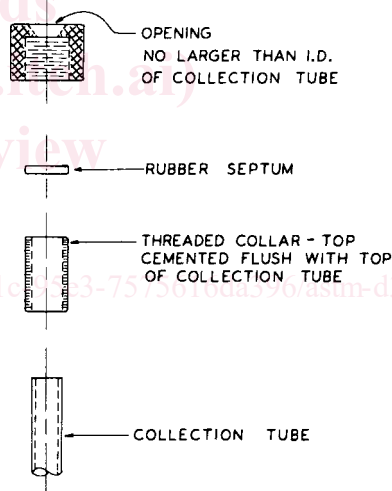 OPENING
NO LARGER THAN I.D.
OF COLLECTION TUBE
RUBBER SEPTUM
THREADED COLLAR - TOP
CEMENTED FLUSH WITH TOP
OF COLLECTION TUBE
COLLECTION TUBE